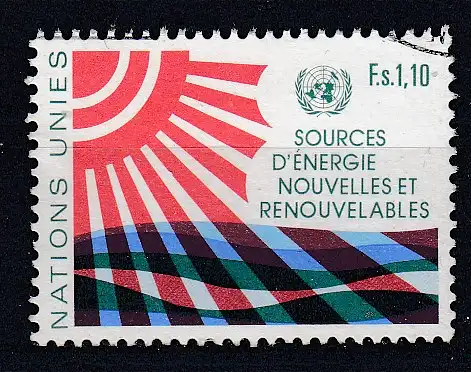 NATIONS UNIES
F.s.1,10
SOURCES
D'ÉNERGIE
NOUVELLES ET
RENOUVELABLES